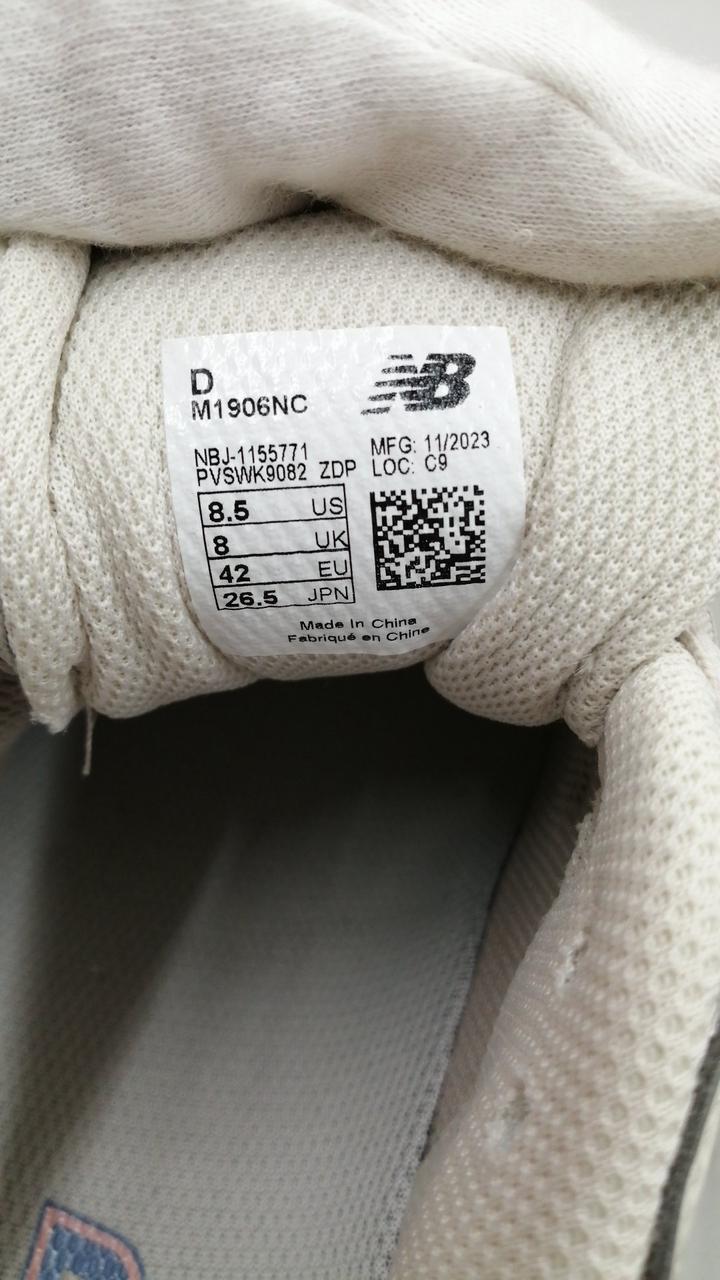 D
M1906NC
NB
NBJ-1155771
PVSWK9082 ZDP
MFG: 11/2023
LOC: C9
8.5 US
8 UK
42 EU
26.5 JPN
Made In China
Fabriqué en Chine